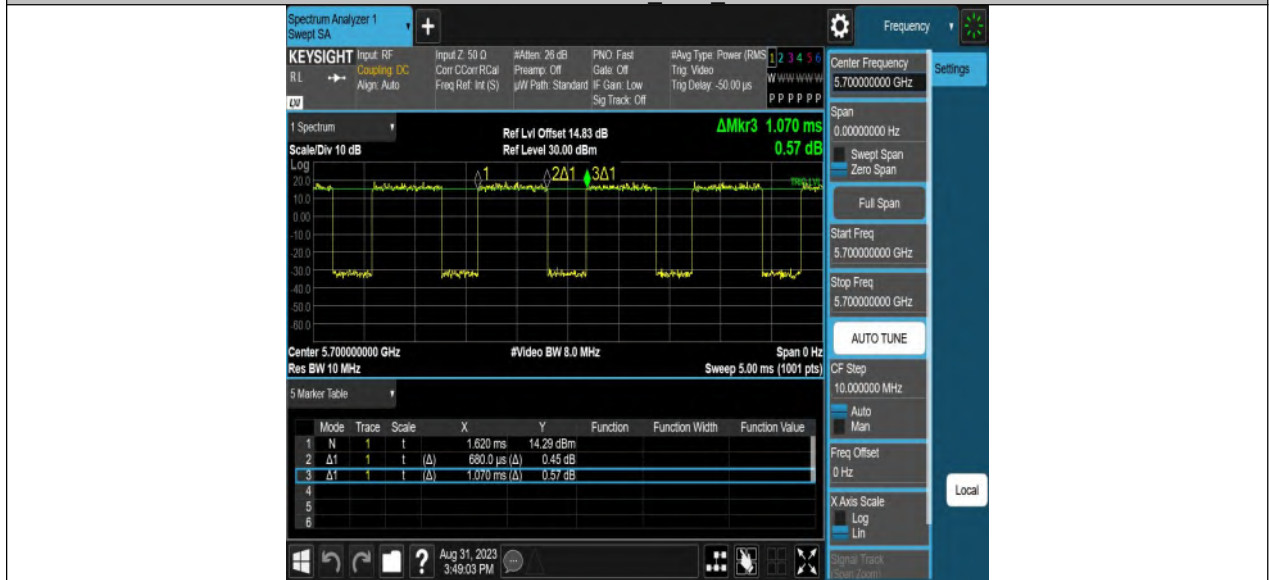 Spectrum Analyzer 1
Swept SA
+
Frequency
KEYSIGHT
RL
LXI
Input: RF
Coupling: DC
Align: Auto
Input Z: 50 Ω
Corr CCorr RCal
Freq Ref: Int (S)
#Atten: 26 dB
Preamp: Off
µW Path: Standard
PNO: Fast
Gate: Off
IF Gain: Low
Sig Track: Off
#Avg Type: Power (RMS
Trig: Video
Trig Delay: -50.00 µs
1 2 3 4 5 6
W W W W W W
P P P P P P
Center Frequency
5.700000000 GHz
Settings
1 Spectrum
Scale/Div 10 dB
Ref Lvl Offset 14.83 dB
Ref Level 30.00 dBm
ΔMkr3 1.070 ms
0.57 dB
Log
20.0
10.0
0.00
-10.0
-20.0
-30.0
-40.0
-50.0
-60.0
1
2Δ1
3Δ1
Center 5.700000000 GHz
#Video BW 8.0 MHz
Span 0 Hz
Res BW 10 MHz
Sweep 5.00 ms (1001 pts)
Span
0.00000000 Hz
Swept Span
Zero Span
Full Span
Start Freq
5.700000000 GHz
Stop Freq
5.700000000 GHz
AUTO TUNE
CF Step
10.000000 MHz
Auto
Man
Freq Offset
0 Hz
X Axis Scale
Log
Lin
Signal Track
(Span Zoom)
Local
5 Marker Table
Mode Trace Scale X Y Function Function Width Function Value
1 N 1 t 1.620 ms 14.29 dBm
2 Δ1 1 t (Δ) 680.0 µs (Δ) 0.45 dB
3 Δ1 1 t (Δ) 1.070 ms (Δ) 0.57 dB
4
5
6
?
Aug 31, 2023
3:49:03 PM